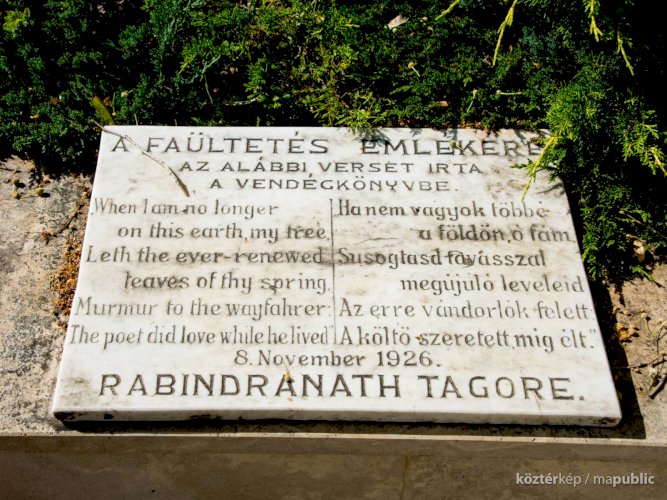 A FAÜLTETÉS EMLÉKÉRE
AZ ALÁBBI VERSET IRTA
A VENDÉGKÖNYVBE.
"When I am no longer
on this earth, my tree,
Leth the ever-renewed
leaves of thy spring.
Murmur to the wayfahrer:
The poet did love while he lived"
Ha nem vagyok többé
a földön, ó fám,
Susogtasd tavasszal
megújuló leveleid
Az erre vándorlók felett:
A költő szeretett, míg élt."
8. November 1926.
RABINDRANATH TAGORE.
köztérkép / mapublic